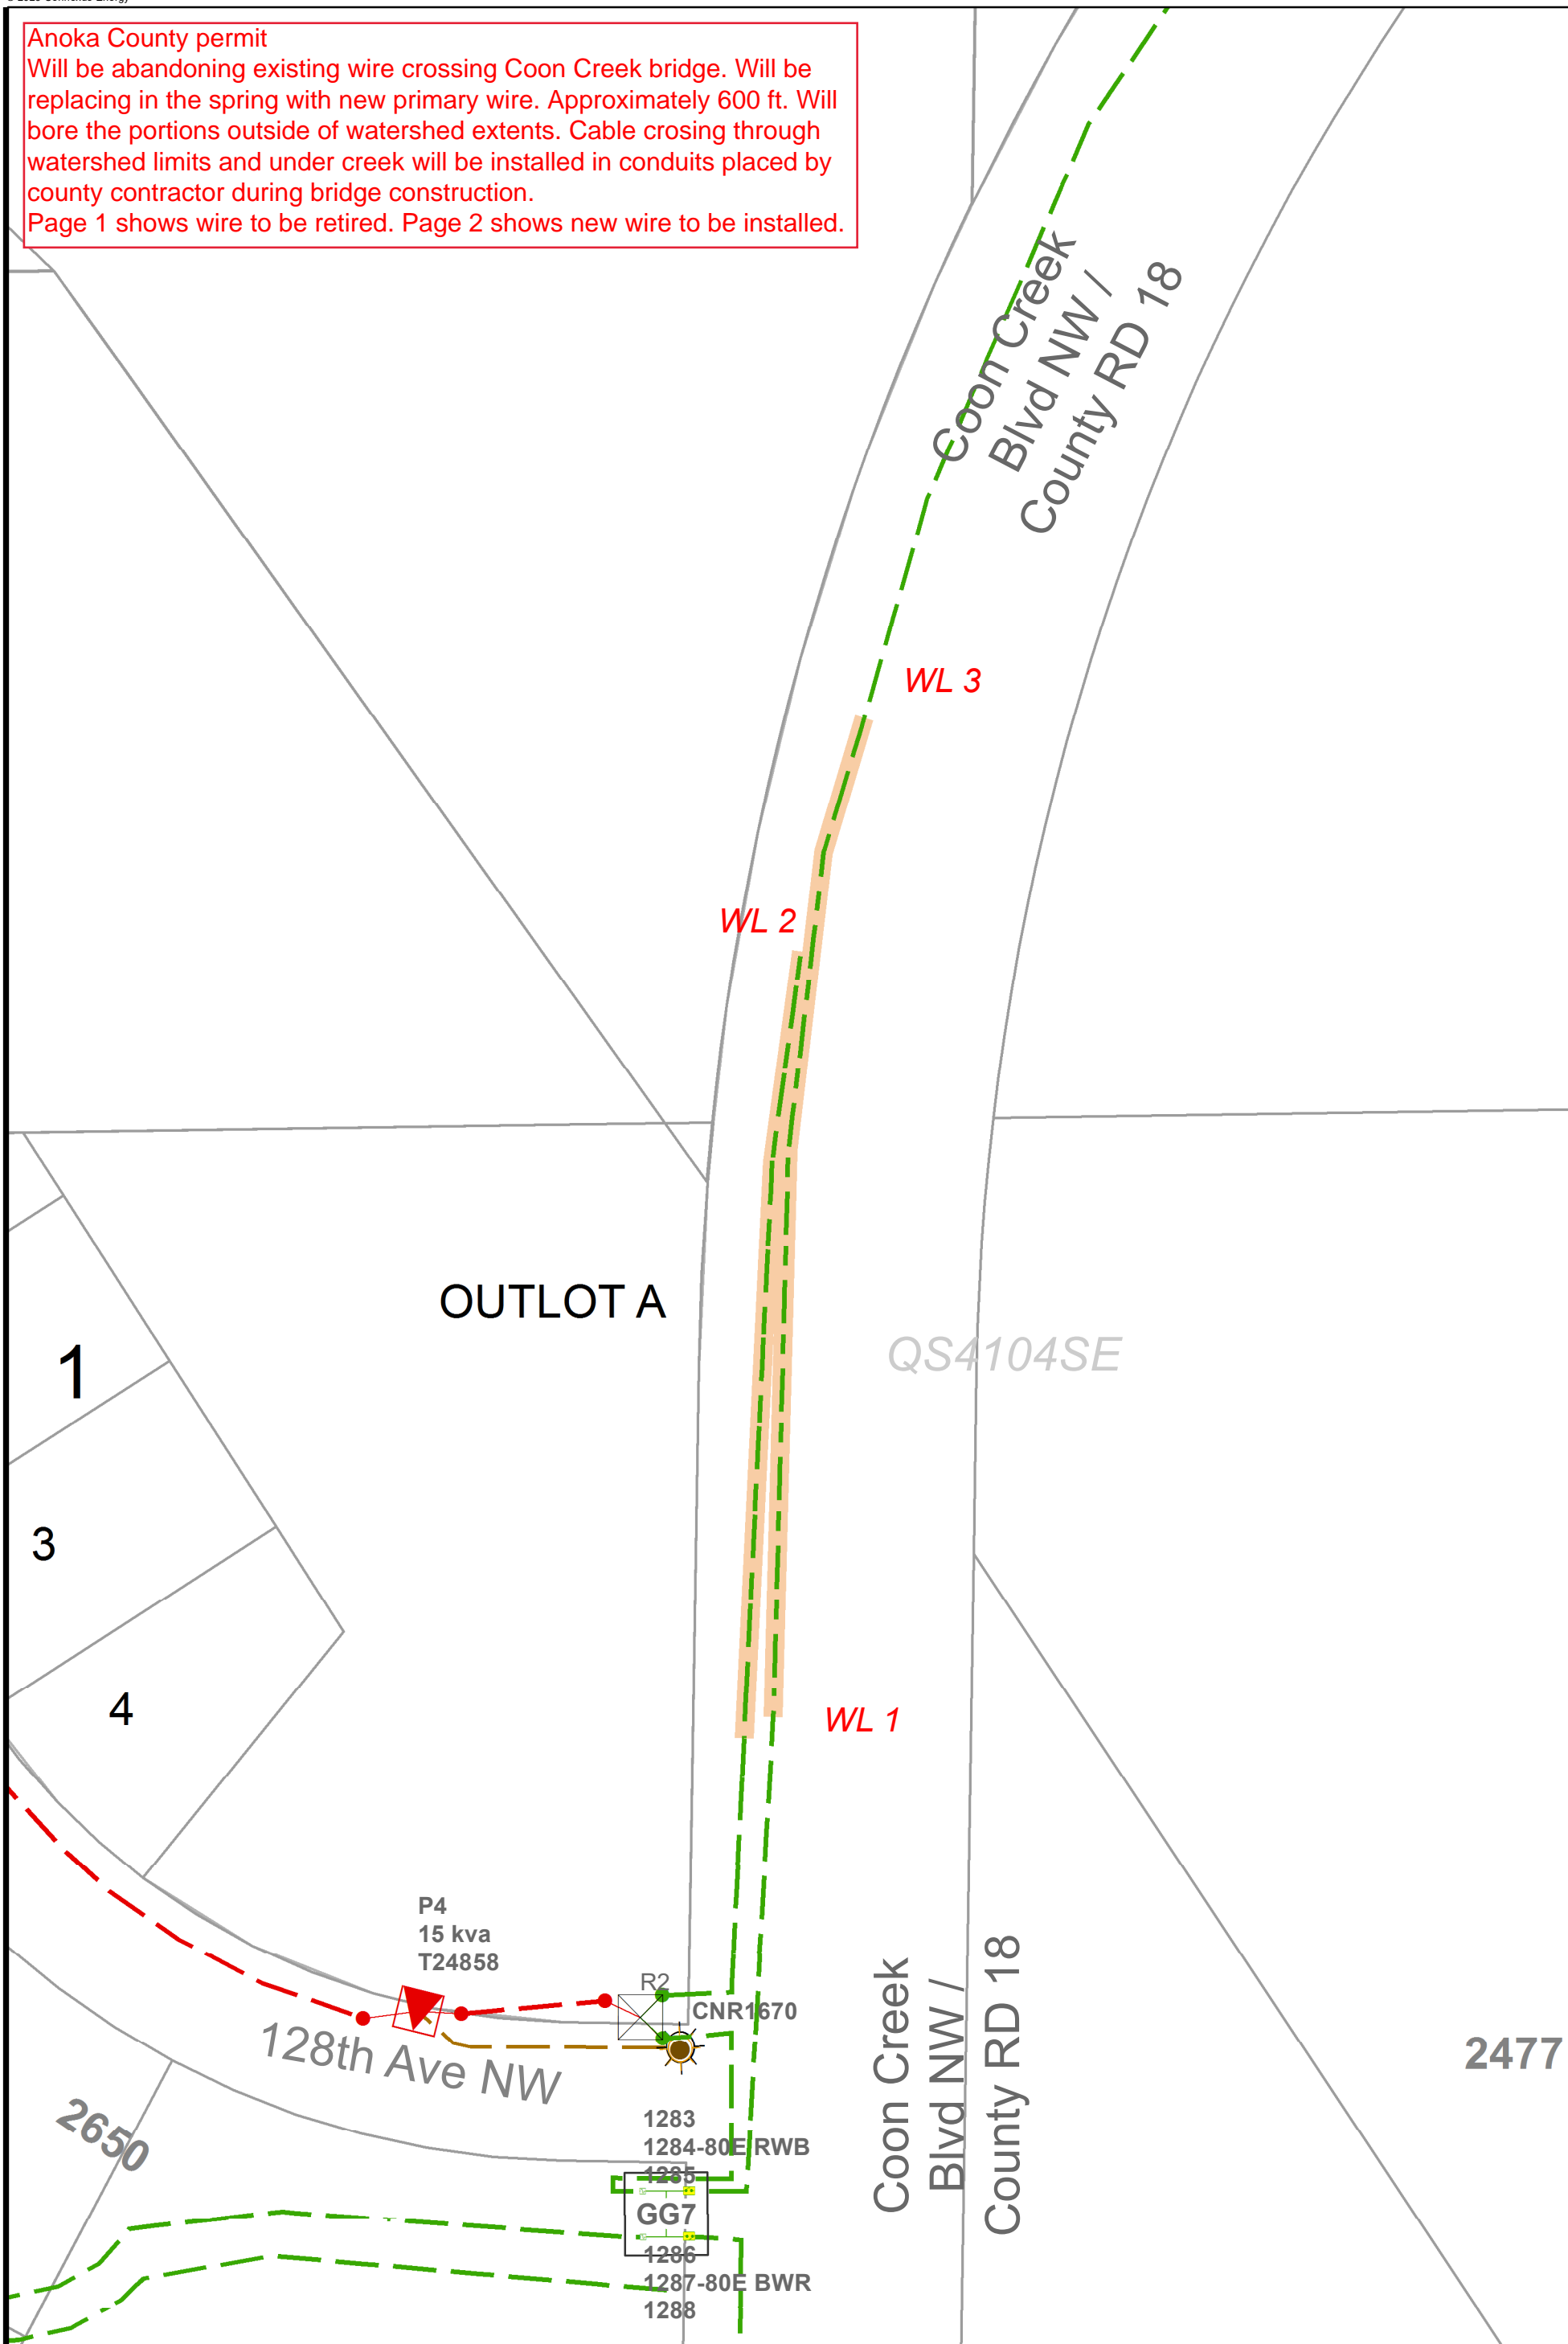 Anoka County permit
Will be abandoning existing wire crossing Coon Creek bridge. Will be
replacing in the spring with new primary wire. Approximately 600 ft. Will
bore the portions outside of watershed extents. Cable crosing through
watershed limits and under creek will be installed in conduits placed by
county contractor during bridge construction.
Page 1 shows wire to be retired. Page 2 shows new wire to be installed.
Coon Creek
Blvd NW /
County RD 18
WL 3
WL 2
OUTLOT A
QS4104SE
1
3
4
WL 1
P4
15 kva
T24858
R2
CNR1670
128th Ave NW
2650
Coon Creek
Blvd NW /
County RD 18
2477
1283
1284-80E RWB
1285
GG7
1286
1287-80E BWR
1288